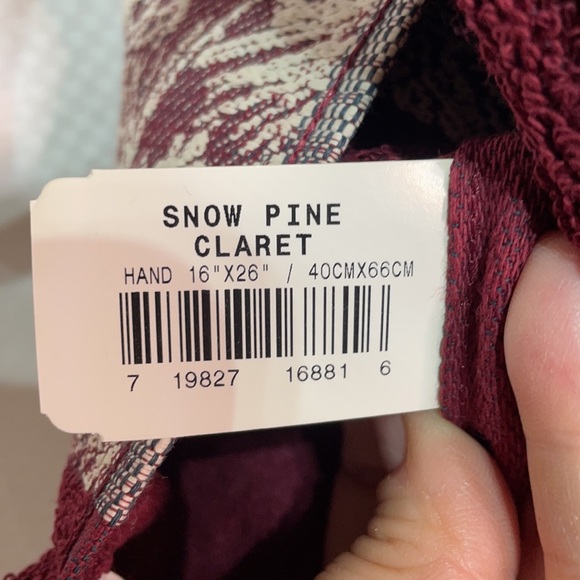 SNOW PINE
CLARET
HAND 16"X26" / 40CMX66CM
7 19827 16881 6